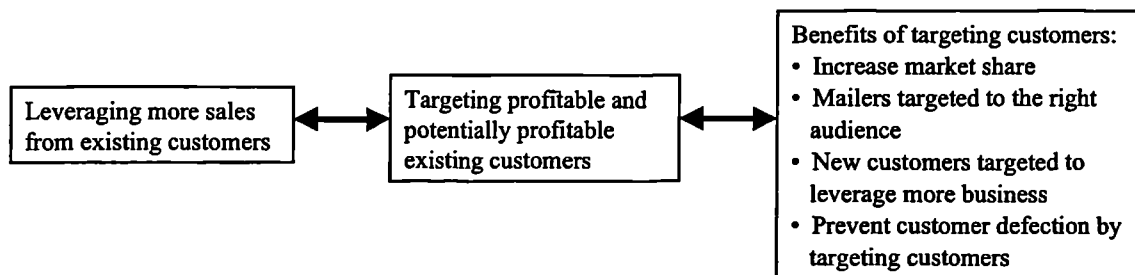 Leveraging more sales
from existing customers
Targeting profitable and
potentially profitable
existing customers
Benefits of targeting customers:
• Increase market share
• Mailers targeted to the right
audience
• New customers targeted to
leverage more business
• Prevent customer defection by
targeting customers